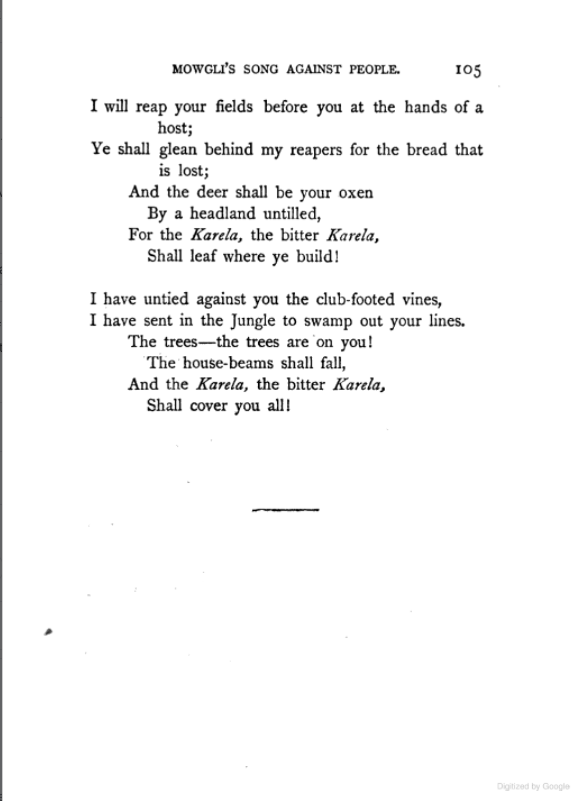 MOWGLI'S SONG AGAINST PEOPLE. 105
I will reap your fields before you at the hands of a
host;
Ye shall glean behind my reapers for the bread that
is lost;
And the deer shall be your oxen
By a headland untilled,
For the Karela, the bitter Karela,
Shall leaf where ye build!
I have untied against you the club-footed vines,
I have sent in the Jungle to swamp out your lines.
The trees—the trees are on you!
The house-beams shall fall,
And the Karela, the bitter Karela,
Shall cover you all!
Digitized by Google